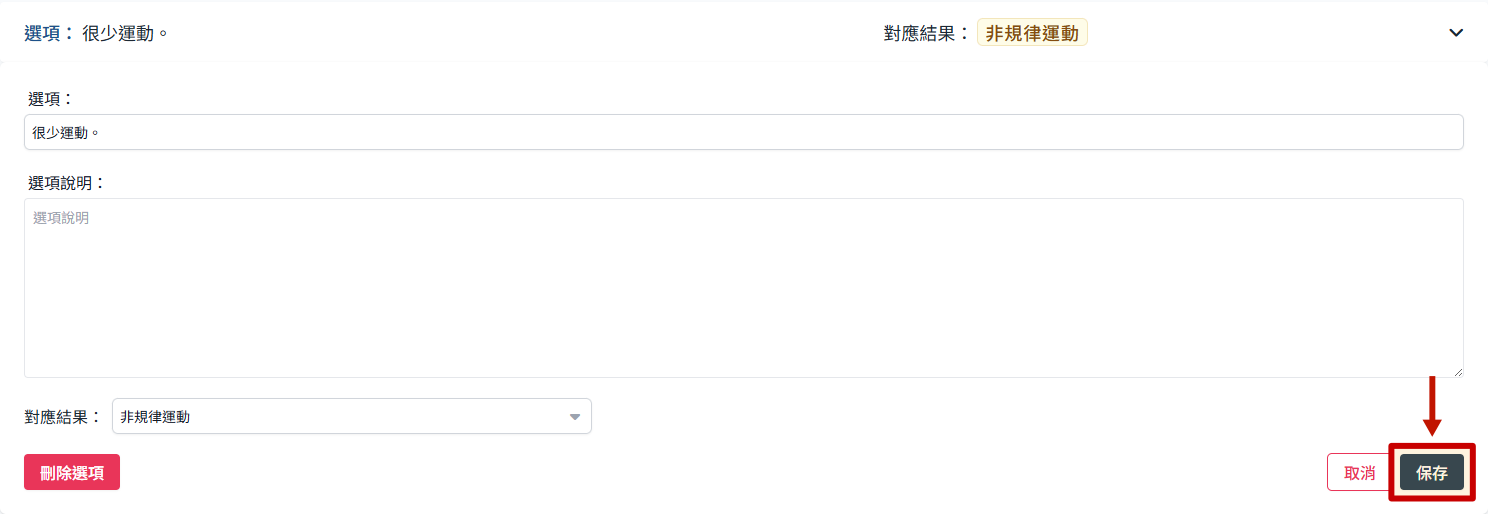 選項： 很少運動。 對應結果： 非規律運動
選項：
很少運動。
選項說明：
選項說明
對應結果： 非規律運動
刪除選項 取消 保存